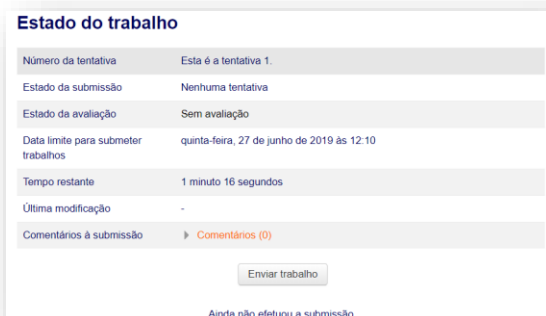 Estado do trabalho
Número da tentativa Esta é a tentativa 1.
Estado da submissão Nenhuma tentativa
Estado da avaliação Sem avaliação
Data limite para submeter trabalhos quinta-feira, 27 de junho de 2019 às 12:10
Tempo restante 1 minuto 16 segundos
Última modificação -
Comentários à submissão Comentários (0)
Enviar trabalho
Ainda não efetuou a submissão